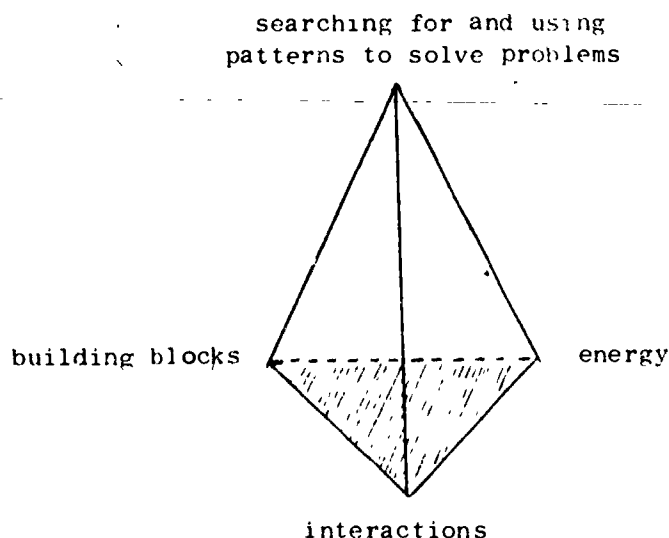 searching for and using
patterns to solve problems
building blocks
energy
interactions